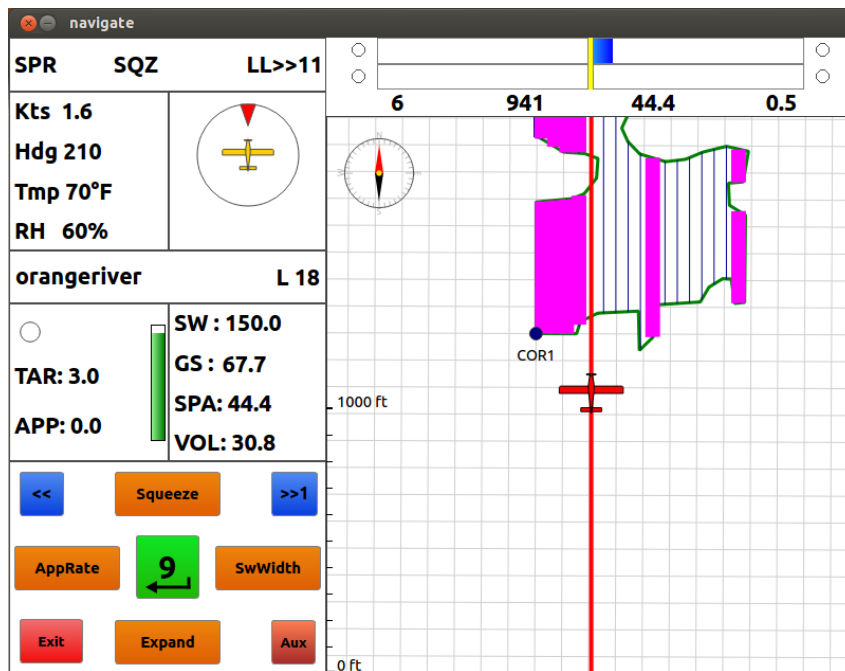 navigate
SPR SQZ LL>>11
6 941 44.4 0.5
Kts 1.6
Hdg 210
Tmp 70°F
RH 60%
N
W
S
orangeriver L 18
TAR: 3.0
APP: 0.0
SW : 150.0
GS : 67.7
SPA: 44.4
VOL: 30.8
COR1
1000 ft
0 ft
<< Squeeze >>1
AppRate 9 SwWidth
Exit Expand Aux